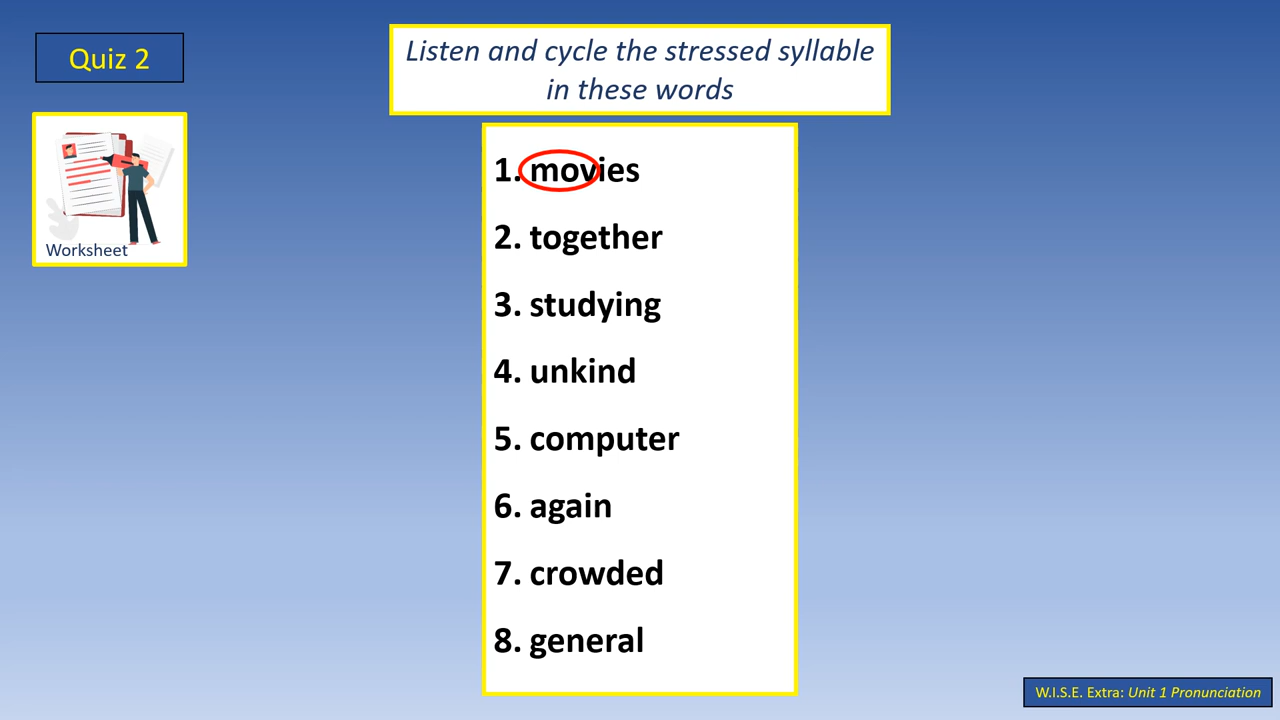 Quiz 2
Listen and cycle the stressed syllable
in these words
Worksheet
1. movies
2. together
3. studying
4. unkind
5. computer
6. again
7. crowded
8. general
W.I.S.E. Extra: Unit 1 Pronunciation